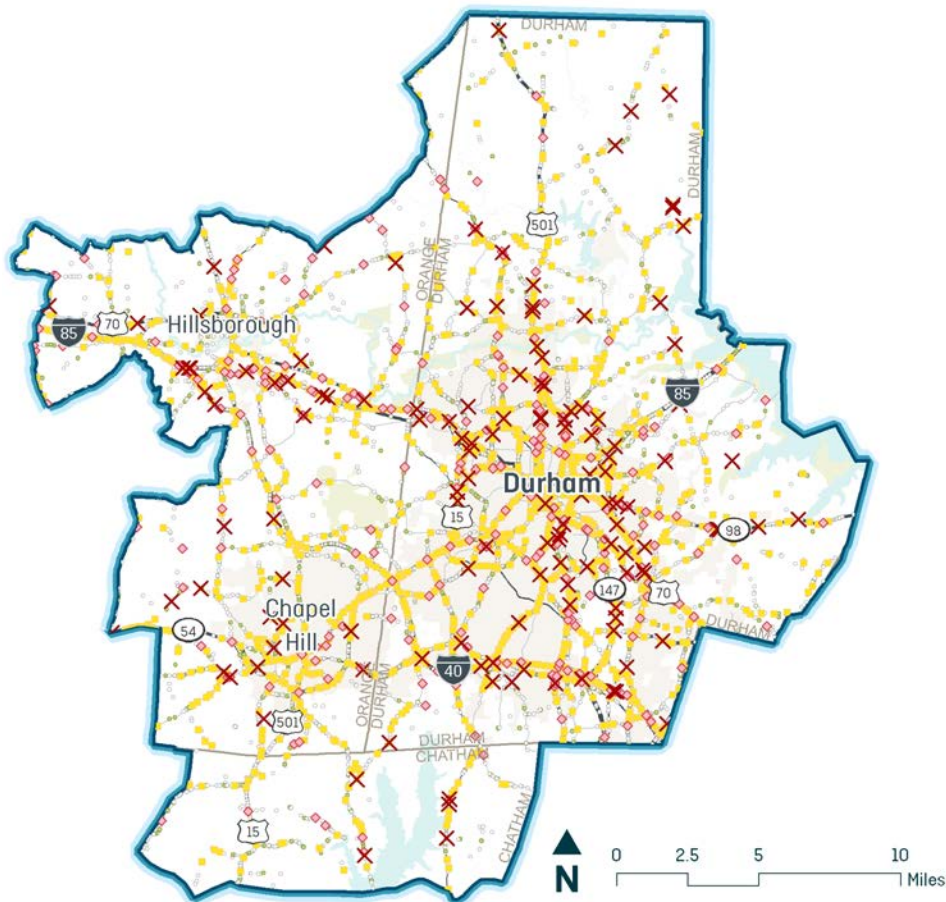 DURHAM
DURHAM
501
ORANGE
DURHAM
70
Hillsborough
85
85
Durham
15
98
147
70
Chapel
Hill
54
DURHAM
40
ORANGE
DURHAM
501
DURHAM
CHATHAM
15
CHATHAM
N
0 2.5 5 10
Miles